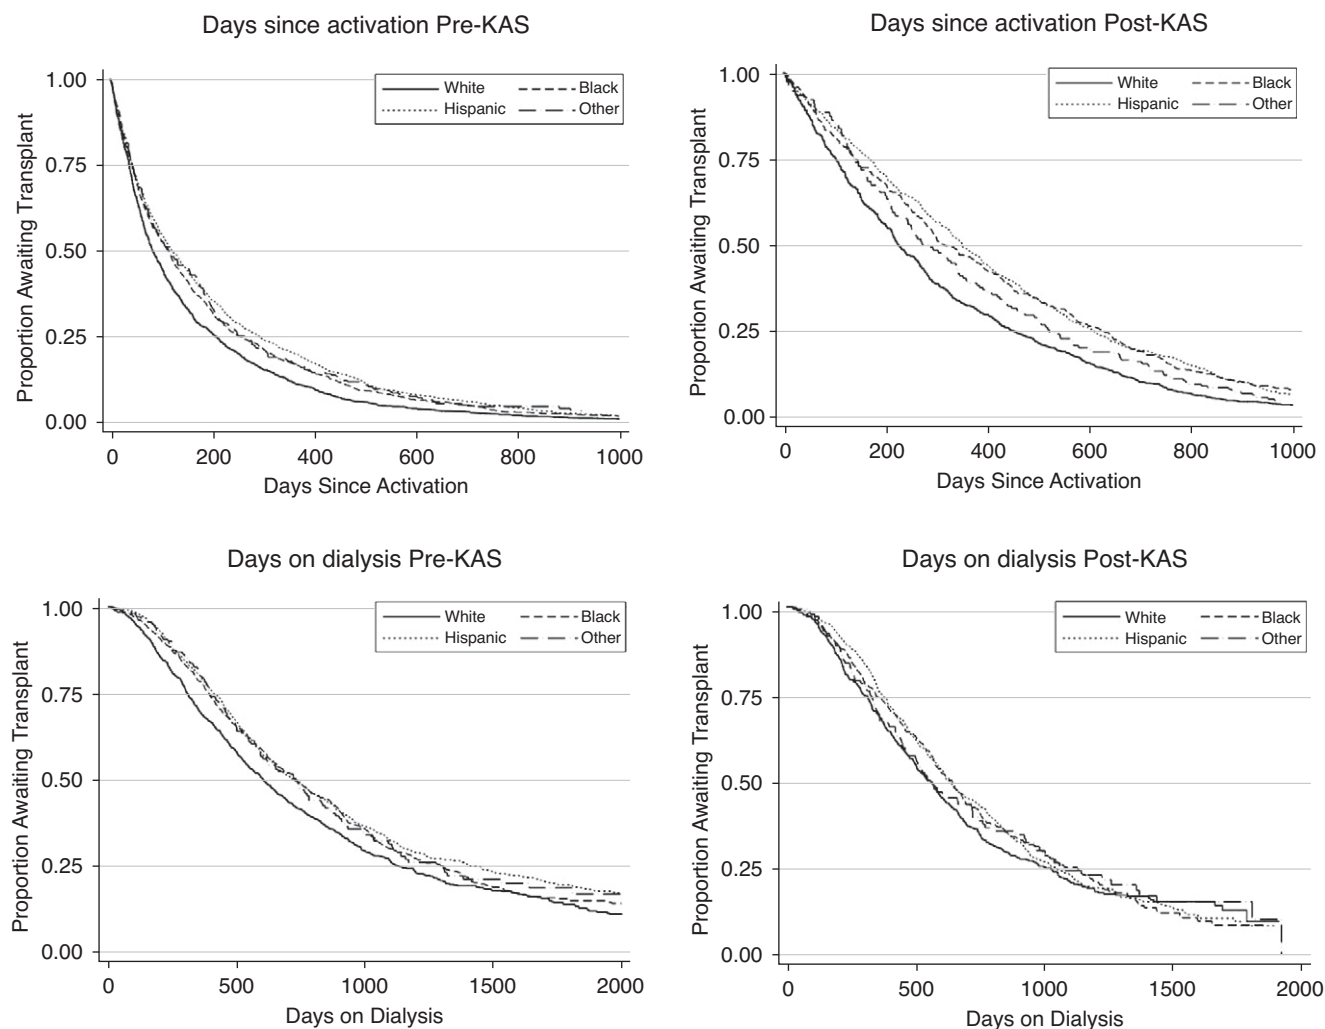 Days since activation Pre-KAS
Proportion Awaiting Transplant
1.00
0.75
0.50
0.25
0.00
White
Black
Hispanic
Other
0 200 400 600 800 1000
Days Since Activation
Days since activation Post-KAS
Proportion Awaiting Transplant
1.00
0.75
0.50
0.25
0.00
White
Black
Hispanic
Other
0 200 400 600 800 1000
Days Since Activation
Days on dialysis Pre-KAS
Proportion Awaiting Transplant
1.00
0.75
0.50
0.25
0.00
White
Black
Hispanic
Other
0 500 1000 1500 2000
Days on Dialysis
Days on dialysis Post-KAS
Proportion Awaiting Transplant
1.00
0.75
0.50
0.25
0.00
White
Black
Hispanic
Other
0 500 1000 1500 2000
Days on Dialysis